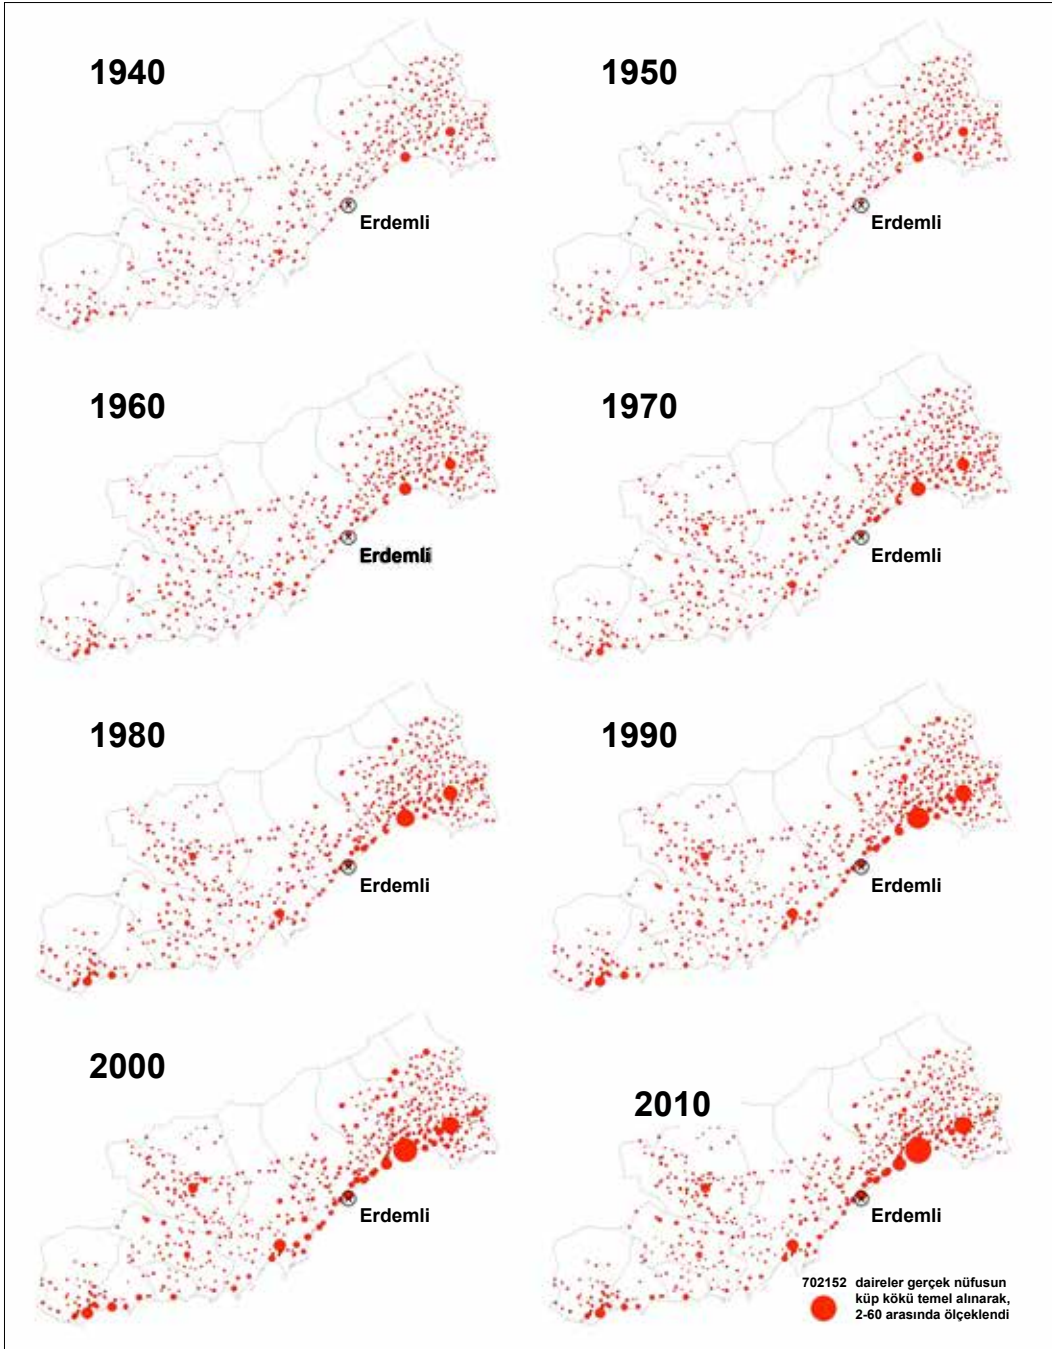 1940
1950
Erdemli
Erdemli
1960
1970
Erdemli
Erdemli
1980
1990
Erdemli
Erdemli
2000
2010
Erdemli
Erdemli
702152 daireler gerçek nüfusun
küp kökü temel alınarak,
2-60 arasında ölçeklendi